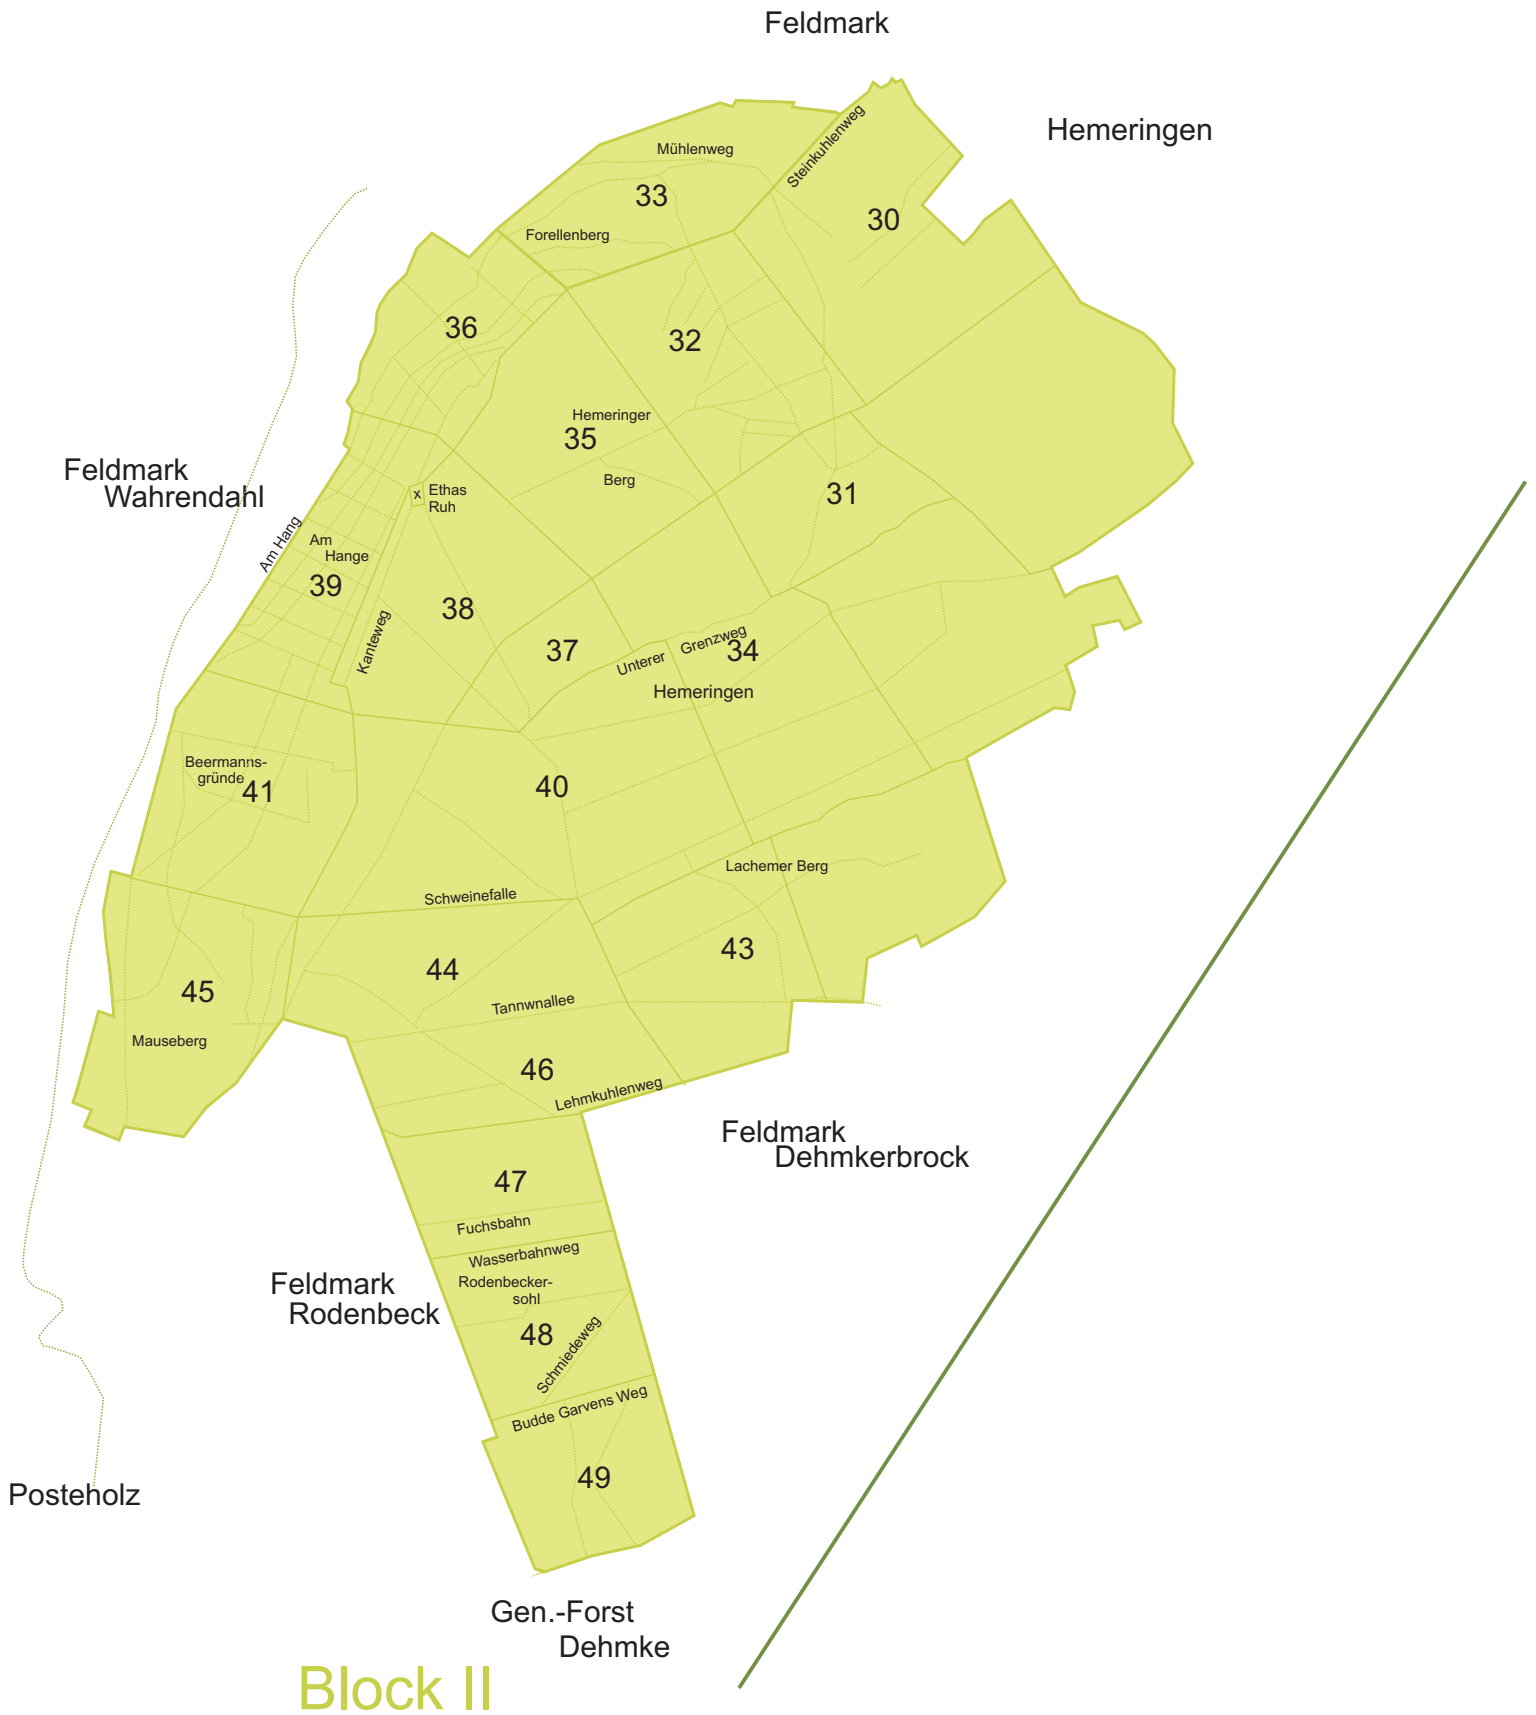 Feldmark
Hemeringen
Steinkuhlenweg
Mühlenweg
33
30
Forellenberg
36
32
Hemeringer
35
Berg
Feldmark
Wahrendahl
x Ethas
Ruh
31
Am Hang
Am
Hange
39
38
Kanteweg
37
Unterer Grenzweg
34
Hemeringen
Beermanns-
gründe
41
40
Lachemer Berg
Schweinefalle
43
44
45
Tannwnallee
Mauseberg
46
Lehmkuhlenweg
Feldmark
Dehmkerbrock
47
Fuchsbahn
Wasserbahnweg
Feldmark
Rodenbeck
Rodenbecker-
sohl
48
Schmiedeweg
Budde Garvens Weg
49
Posteholz
Gen.-Forst
Dehmke
Block II